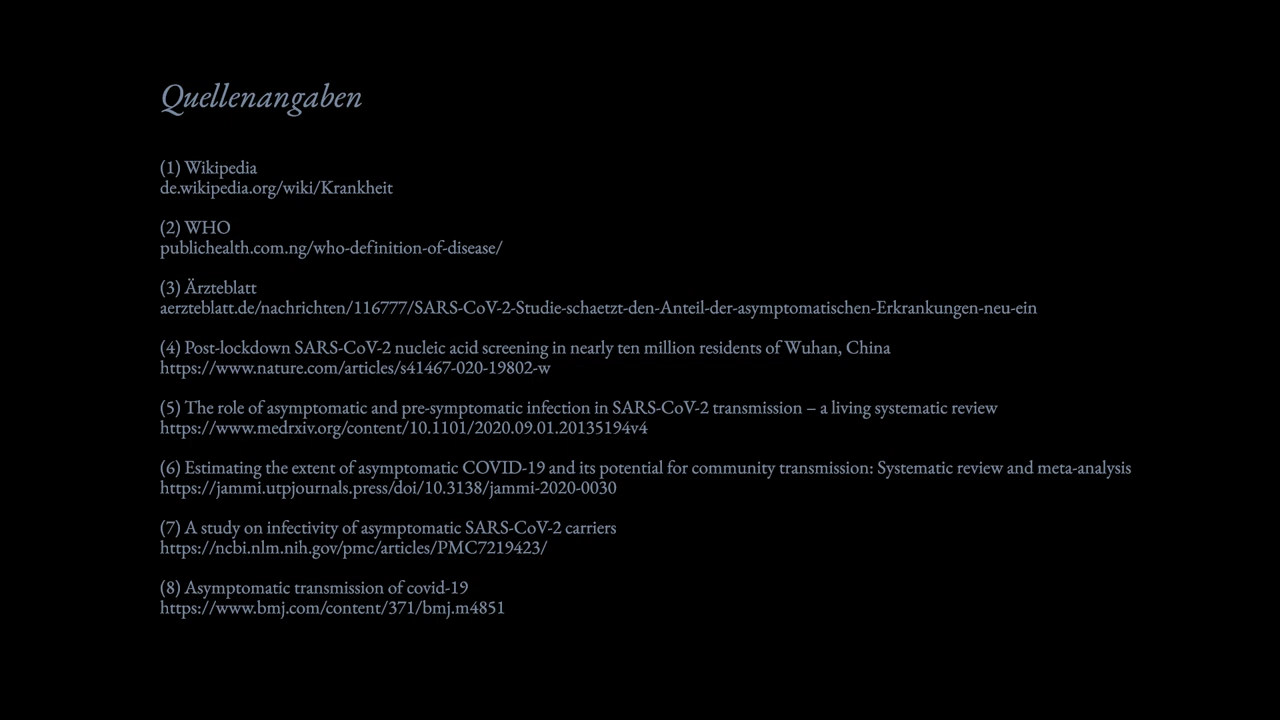 Quellenangaben
(1) Wikipedia
de.wikipedia.org/wiki/Krankheit
(2) WHO
publichealth.com.ng/who-definition-of-disease/
(3) Ärzteblatt
aerzteblatt.de/nachrichten/116777/SARS-CoV-2-Studie-schaetzt-den-Anteil-der-asymptomatischen-Erkrankungen-neu-ein
(4) Post-lockdown SARS-CoV-2 nucleic acid screening in nearly ten million residents of Wuhan, China
https://www.nature.com/articles/s41467-020-19802-w
(5) The role of asymptomatic and pre-symptomatic infection in SARS-CoV-2 transmission – a living systematic review
https://www.medrxiv.org/content/10.1101/2020.09.01.20135194v4
(6) Estimating the extent of asymptomatic COVID-19 and its potential for community transmission: Systematic review and meta-analysis
https://jammi.utpjournals.press/doi/10.3138/jammi-2020-0030
(7) A study on infectivity of asymptomatic SARS-CoV-2 carriers
https://ncbi.nlm.nih.gov/pmc/articles/PMC7219423/
(8) Asymptomatic transmission of covid-19
https://www.bmj.com/content/371/bmj.m4851